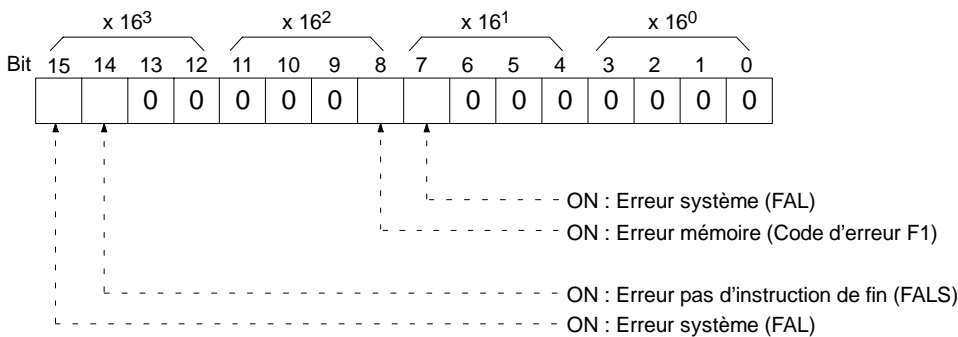 x 16³ x 16² x 16¹ x 16⁰
Bit 15 14 13 12 11 10 9 8 7 6 5 4 3 2 1 0
0 0 0 0 0 0 0 0 0 0 0 0
ON : Erreur système (FAL)
ON : Erreur mémoire (Code d'erreur F1)
ON : Erreur pas d'instruction de fin (FALS)
ON : Erreur système (FAL)